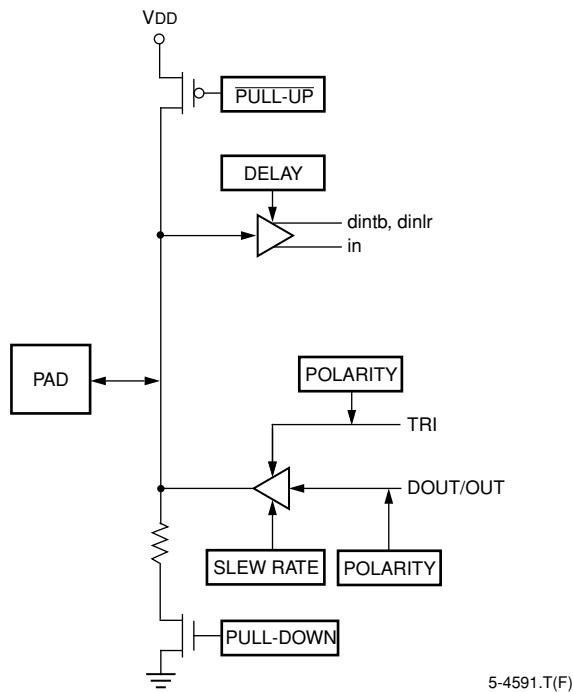 VDD
PULL-UP
DELAY
dintb, dinlr
in
PAD
POLARITY
TRI
DOUT/OUT
SLEW RATE
POLARITY
PULL-DOWN
5-4591.T(F)